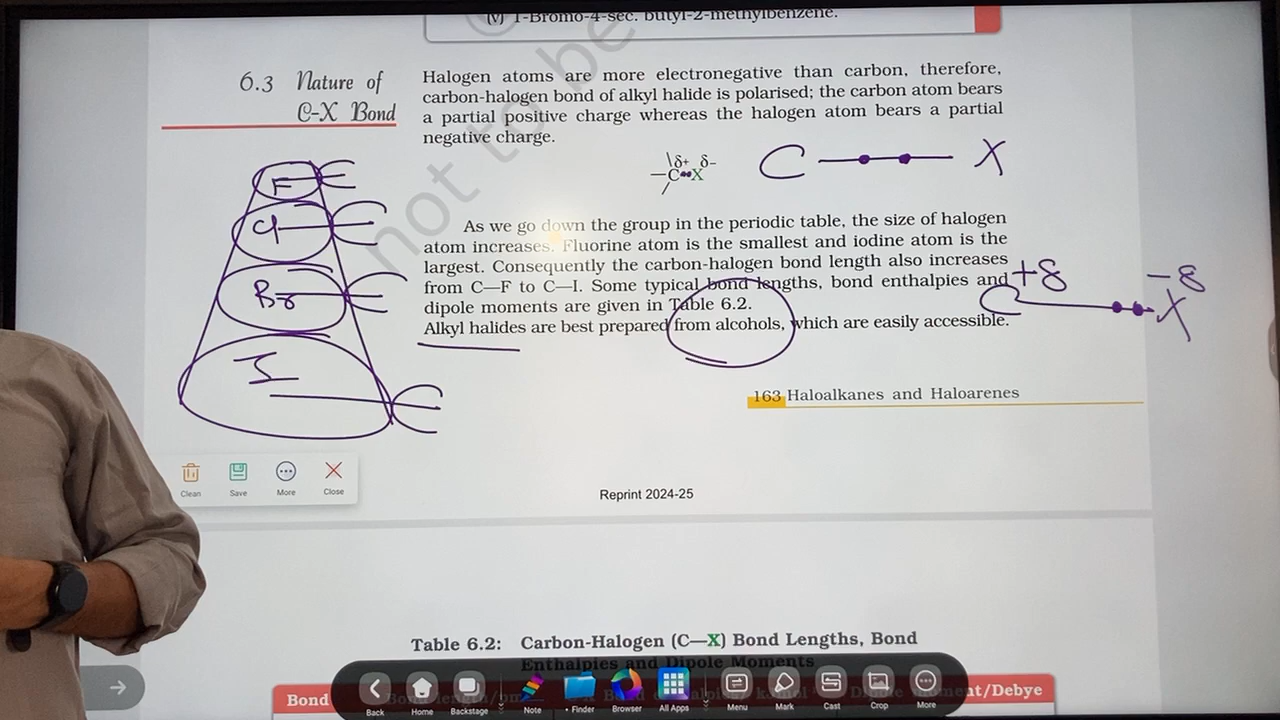 (v) 1-Bromo-4-sec. butyl-2-methylbenzene.
6.3 Nature of
C-X Bond
Halogen atoms are more electronegative than carbon, therefore,
carbon-halogen bond of alkyl halide is polarised; the carbon atom bears
a partial positive charge whereas the halogen atom bears a partial
negative charge.
not to be
δ+ δ-
C X
C X
F
Cl
Br
I
As we go down the group in the periodic table, the size of halogen
atom increases. Fluorine atom is the smallest and iodine atom is the
largest. Consequently the carbon-halogen bond length also increases
from C—F to C—I. Some typical bond lengths, bond enthalpies and
dipole moments are given in Table 6.2.
Alkyl halides are best prepared from alcohols, which are easily accessible.
+δ -δ
C X
163 Haloalkanes and Haloarenes
Clean Save More Close
Reprint 2024-25
Table 6.2: Carbon-Halogen (C—X) Bond Lengths, Bond
Enthalpies and Dipole Moments
Bond
Back Home Backstage Note Finder Browser All Apps Menu Mark Cast Crop More